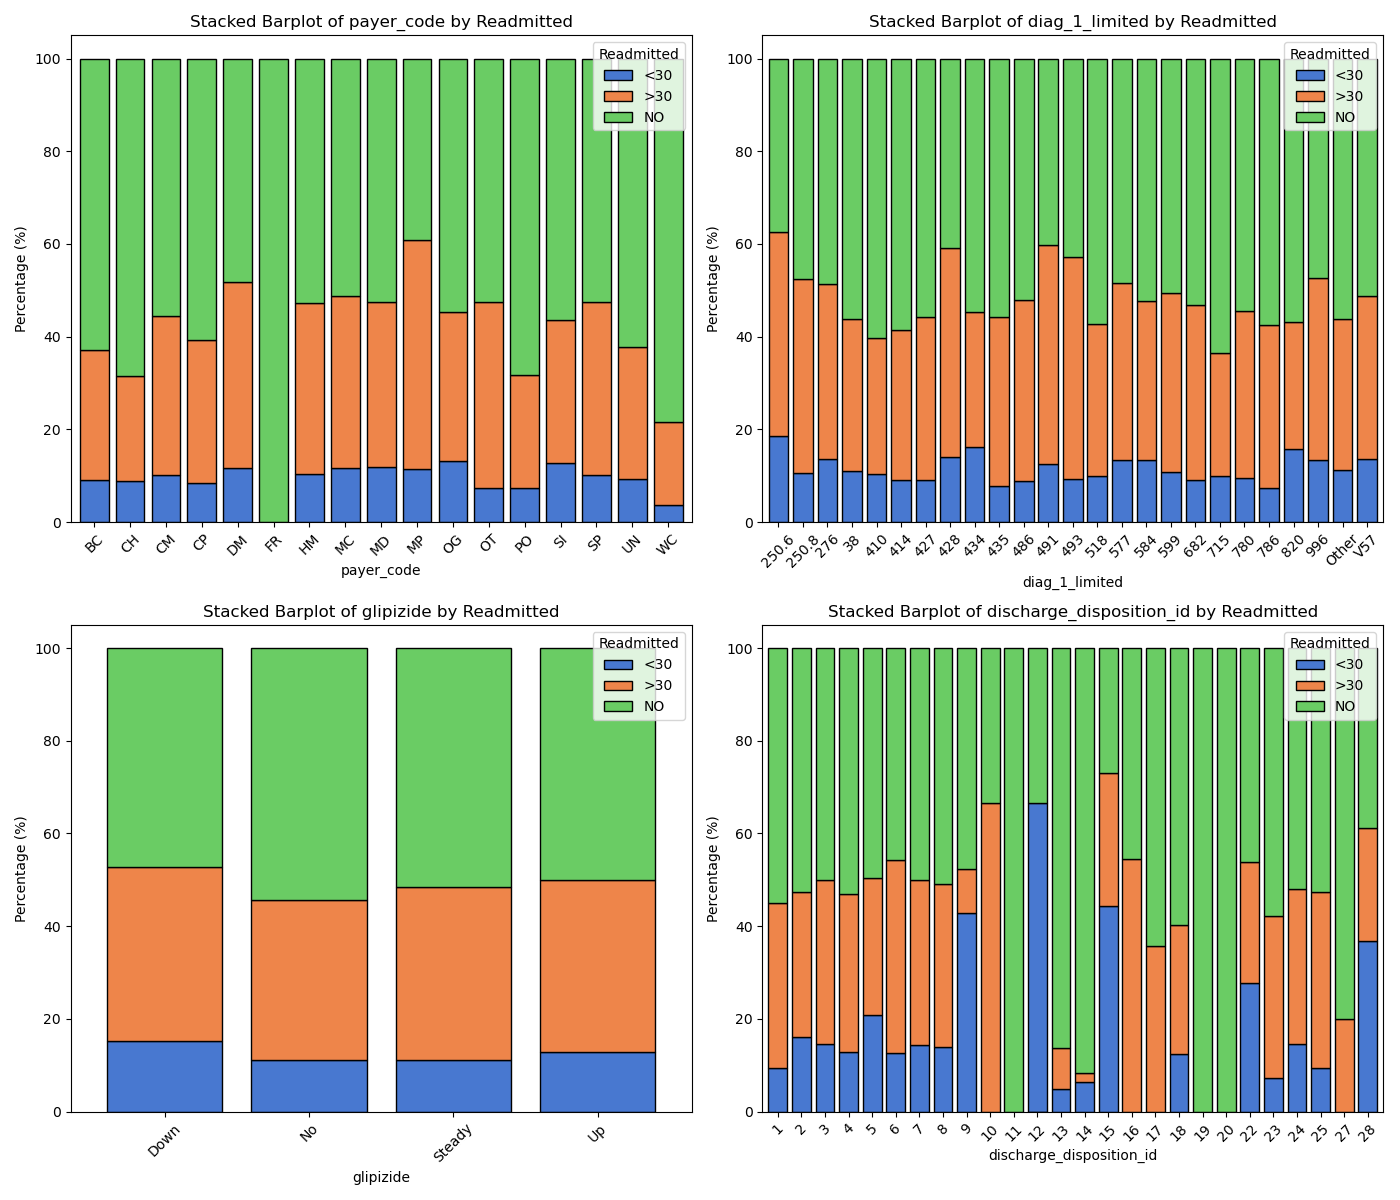 Stacked Barplot of payer_code by Readmitted
Percentage (%)
100
80
60
40
20
0
Readmitted
<30
>30
NO
BC CH CM CP DM FR HM MC MD MP OG OT PO SI SP UN WC
payer_code
Stacked Barplot of diag_1_limited by Readmitted
Percentage (%)
100
80
60
40
20
0
Readmitted
<30
>30
NO
250.6 250.8 276 38 410 414 427 428 434 435 486 491 493 518 577 584 599 682 715 780 786 820 996 Other V57
diag_1_limited
Stacked Barplot of glipizide by Readmitted
Percentage (%)
100
80
60
40
20
0
Readmitted
<30
>30
NO
Down No Steady Up
glipizide
Stacked Barplot of discharge_disposition_id by Readmitted
Percentage (%)
100
80
60
40
20
0
Readmitted
<30
>30
NO
1 2 3 4 5 6 7 8 9 10 11 12 13 14 15 16 17 18 19 20 22 23 24 25 27 28
discharge_disposition_id